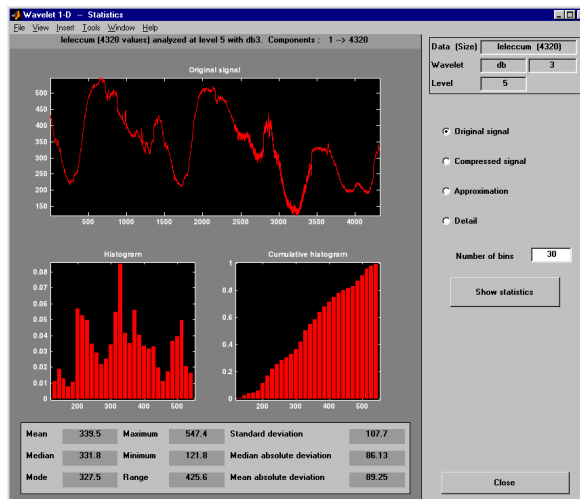 Wavelet 1-D -- Statistics
File View Insert Tools Window Help
leleccum (4320 values) analyzed at level 5 with db3. Components : 1 --> 4320
Data (Size) leleccum (4320)
Wavelet db 3
Level 5
Original signal
500
450
400
350
300
250
200
150
500 1000 1500 2000 2500 3000 3500 4000
Original signal
Compressed signal
Approximation
Detail
Number of bins 30
Show statistics
Histogram
0.08
0.07
0.06
0.05
0.04
0.03
0.02
0.01
0
200 300 400 500
Cumulative histogram
1
0.8
0.6
0.4
0.2
0
200 300 400 500
Mean 339.5 Maximum 547.4 Standard deviation 107.7
Median 331.8 Minimum 121.8 Median absolute deviation 86.13
Mode 327.5 Range 425.6 Mean absolute deviation 89.25
Close